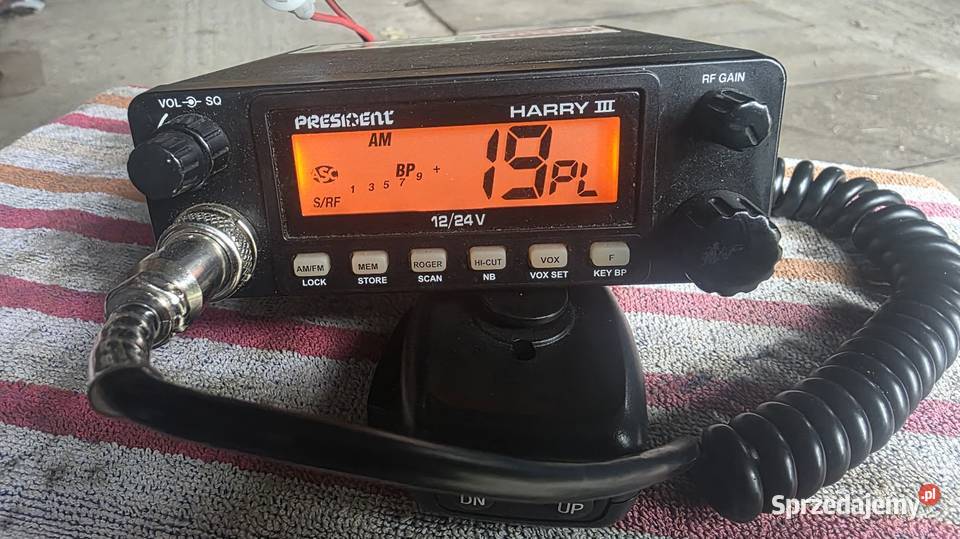 VOL SQ
RF GAIN
PRESIDENT
HARRY III
AM
19PL
ASC
BP
+
1 3 5 7 9
S/RF
12/24 V
AM/FM MEM ROGER HI-CUT VOX F
LOCK STORE SCAN NB VOX SET KEY BP
DN UP
Sprzedajemy.pl